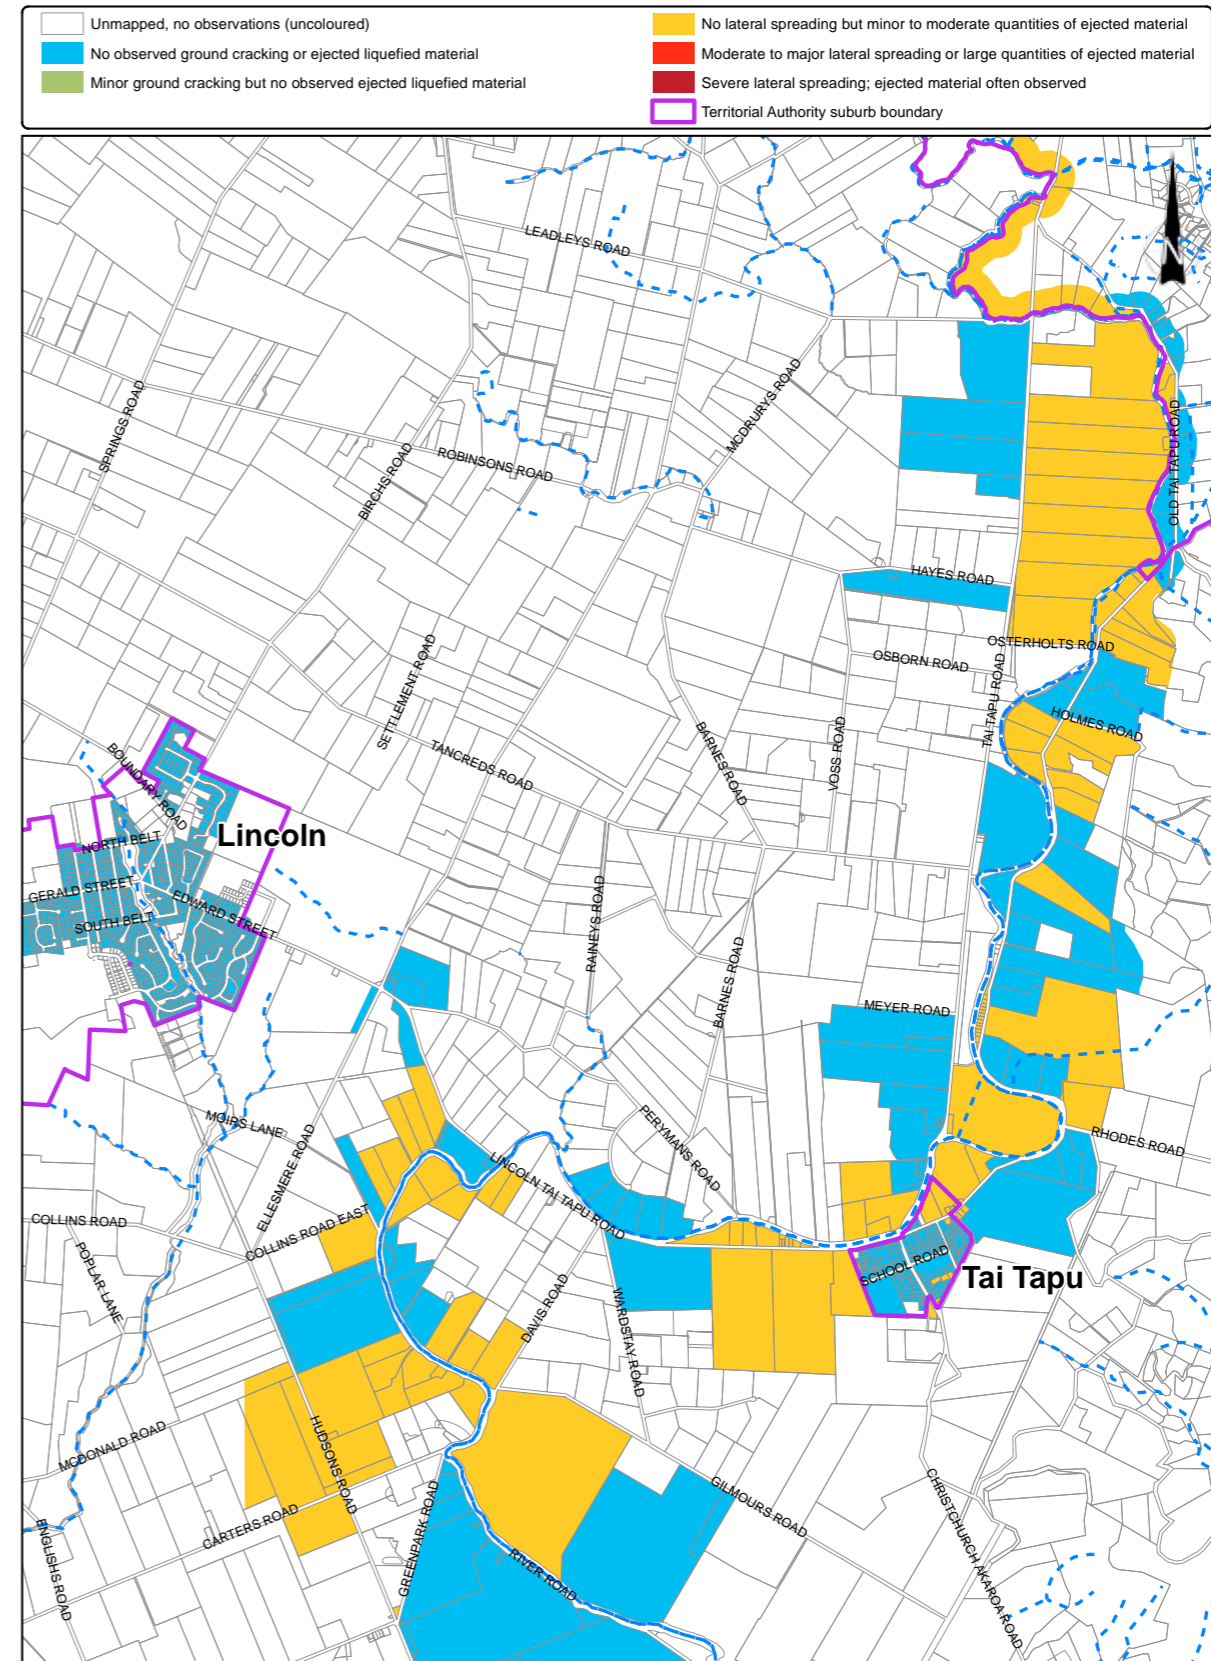 Unmapped, no observations (uncoloured)
No observed ground cracking or ejected liquefied material
Minor ground cracking but no observed ejected liquefied material
No lateral spreading but minor to moderate quantities of ejected material
Moderate to major lateral spreading or large quantities of ejected material
Severe lateral spreading; ejected material often observed
Territorial Authority suburb boundary
N
LEADLEYS ROAD
SPRINGS ROAD
MCDRURYS ROAD
BIRCHS ROAD
ROBINSONS ROAD
OLD TAI TAPU ROAD
HAYES ROAD
OSTERHOLTS ROAD
OSBORN ROAD
SETTLEMENT ROAD
TAI TAPU ROAD
HOLMES ROAD
BARNES ROAD
VOSS ROAD
TANCREDS ROAD
BOUNDARY ROAD
Lincoln
NORTH BELT
GERALD STREET
EDWARD STREET
SOUTH BELT
RAINEYS ROAD
BARNES ROAD
MEYER ROAD
MOIRS LANE
PERYMANS ROAD
RHODES ROAD
ELLESMERE ROAD
LINCOLN TAI TAPU ROAD
COLLINS ROAD
COLLINS ROAD EAST
POPLAR LANE
SCHOOL ROAD
Tai Tapu
DAVIS ROAD
WARDSTAY ROAD
MCDONALD ROAD
HUDSONS ROAD
CARTERS ROAD
GREENPARK ROAD
GILMOURS ROAD
CHRISTCHURCH AKAROA ROAD
ENGLISHS ROAD
RIVER ROAD